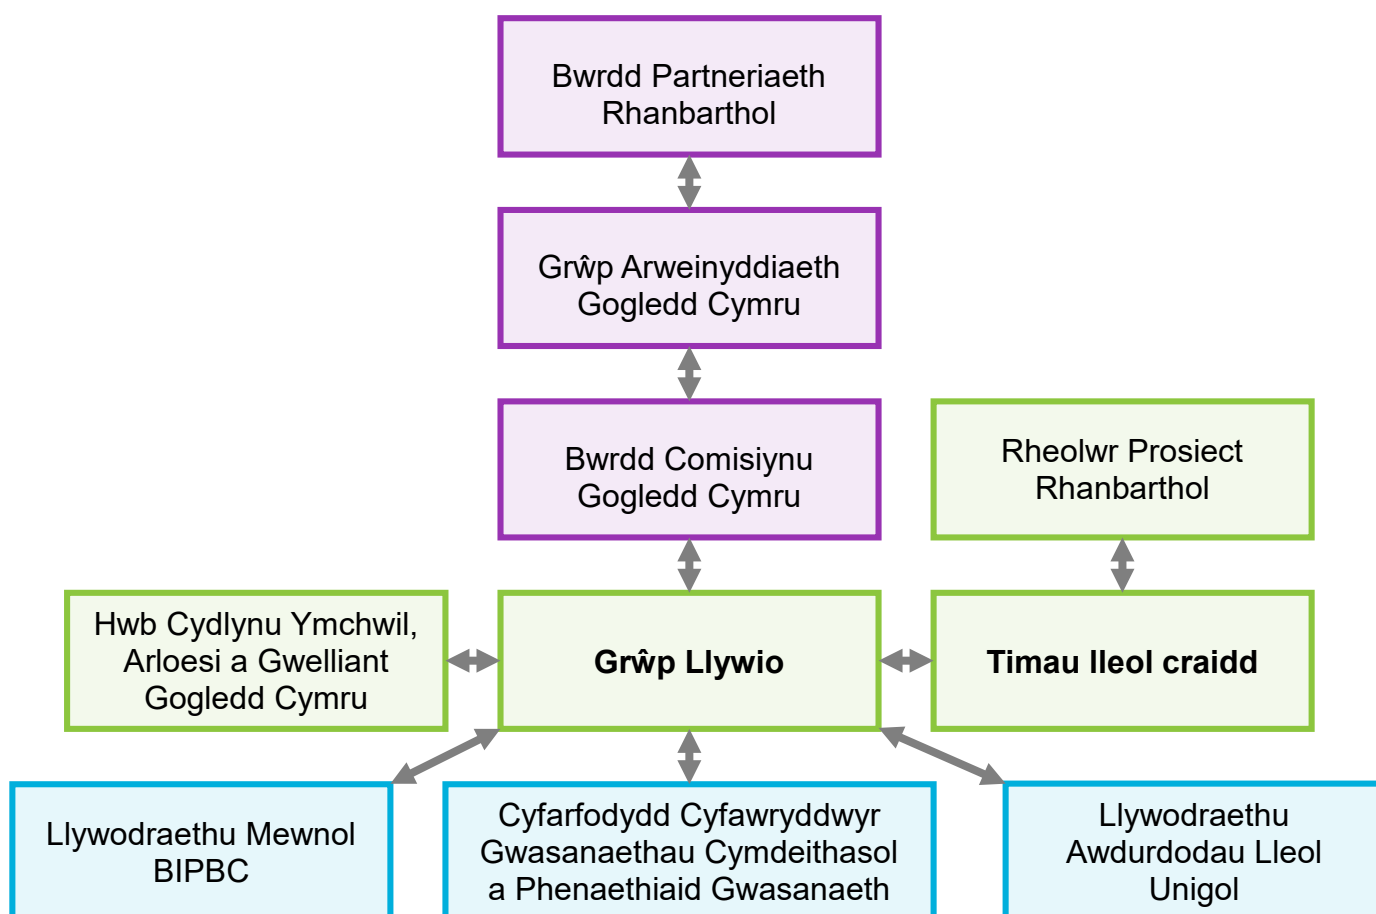 Bwrdd Partneriaeth
Rhanbarthol
Grŵp Arweinyddiaeth
Gogledd Cymru
Bwrdd Comisiynu
Gogledd Cymru
Rheolwr Prosiect
Rhanbarthol
Hwb Cydlynu Ymchwil,
Arloesi a Gwelliant
Gogledd Cymru
Grŵp Llywio
Timau lleol craidd
Llywodraethu Mewnol
BIPBC
Cyfarfodydd Cyfawryddwyr
Gwasanaethau Cymdeithasol
a Phenaethiaid Gwasanaeth
Llywodraethu
Awdurdodau Lleol
Unigol